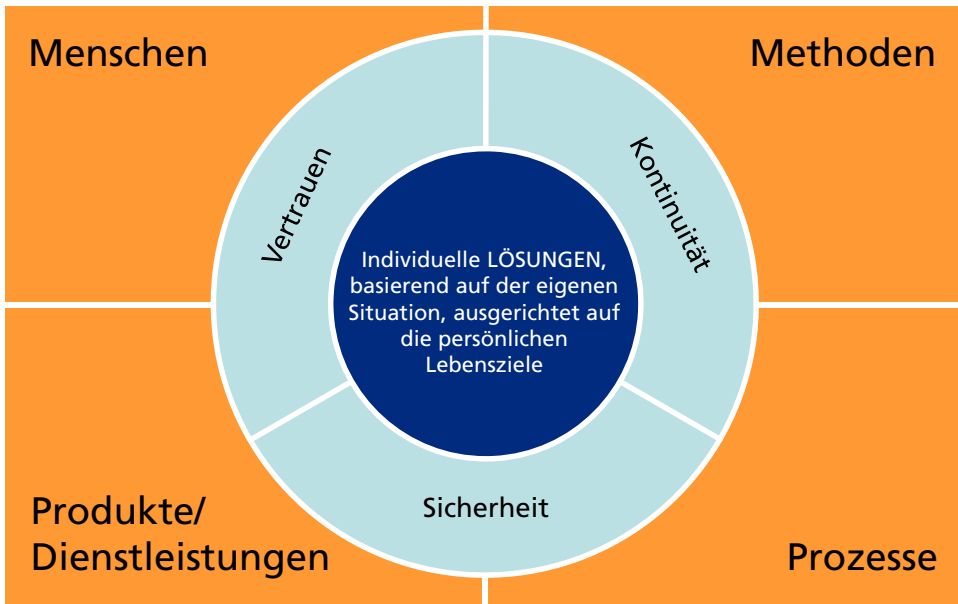 Menschen
Methoden
Vertrauen
Kontinuität
Individuelle LÖSUNGEN,
basierend auf der eigenen
Situation, ausgerichtet auf
die persönlichen
Lebensziele
Sicherheit
Produkte/
Dienstleistungen
Prozesse